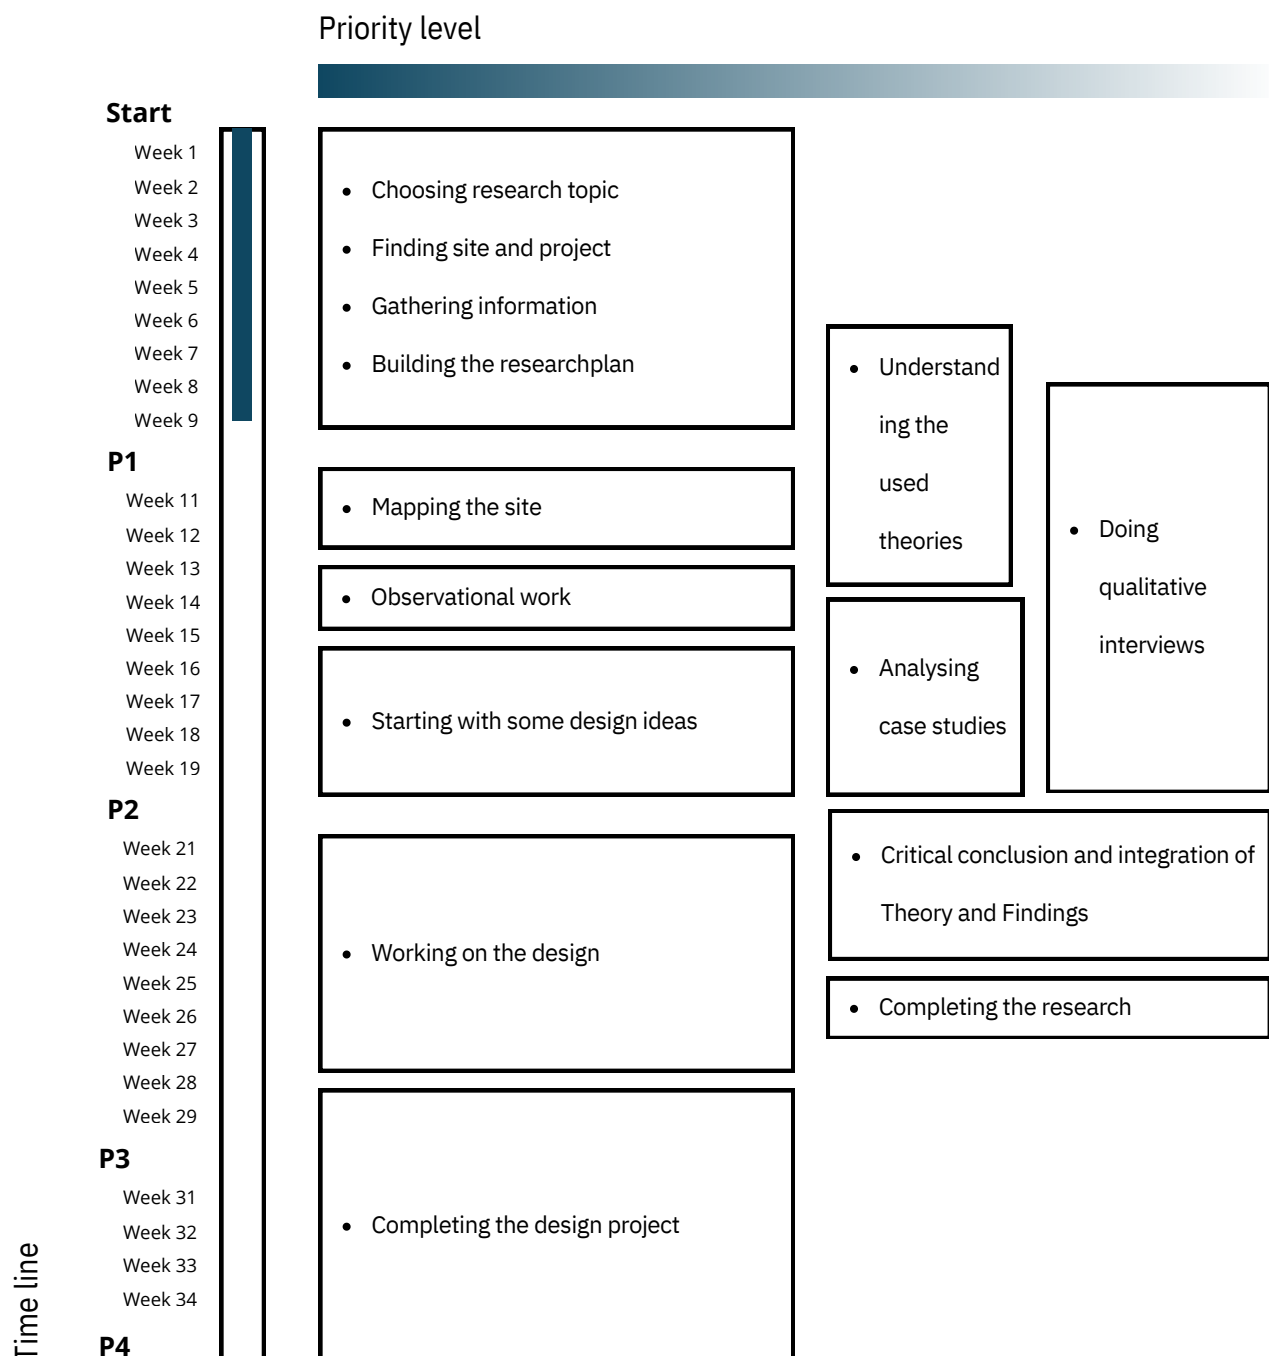 Priority level
Start
Week 1
Week 2
Week 3
Week 4
Week 5
Week 6
Week 7
Week 8
Week 9
P1
Week 11
Week 12
Week 13
Week 14
Week 15
Week 16
Week 17
Week 18
Week 19
P2
Week 21
Week 22
Week 23
Week 24
Week 25
Week 26
Week 27
Week 28
Week 29
P3
Week 31
Week 32
Week 33
Week 34
P4
Time line
• Choosing research topic
• Finding site and project
• Gathering information
• Building the researchplan
• Mapping the site
• Observational work
• Starting with some design ideas
• Working on the design
• Completing the design project
• Understand
ing the
used
theories
• Analysing
case studies
• Doing
qualitative
interviews
• Critical conclusion and integration of
Theory and Findings
• Completing the research